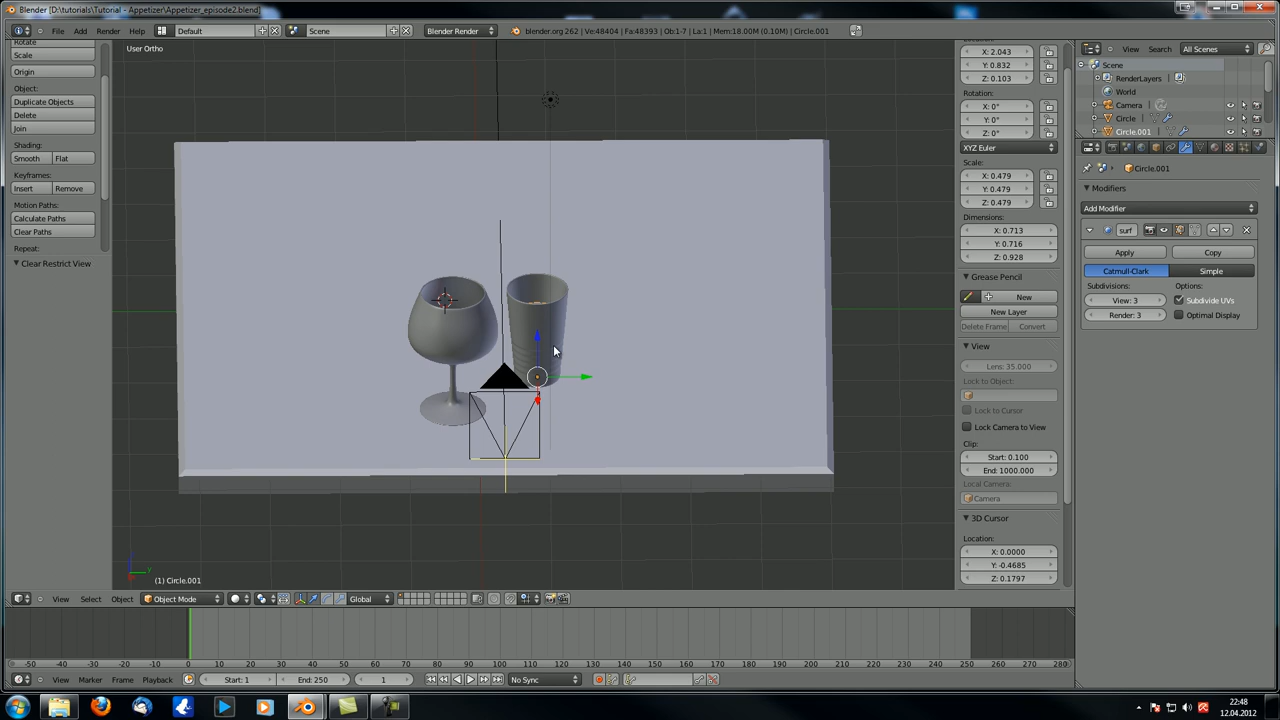 Blender [D:\tutorials\Tutorial - Appetizer\Appetizer_episode2.blend]
File Add Render Help Default Scene Blender Render blender.org 262 | Ve:48404 | Fa:48393 | Ob:1-7 | La:1 | Mem:18.00M (0.10M) | Circle.001
Rotate
Scale
Origin
Object:
Duplicate Objects
Delete
Join
Shading:
Smooth Flat
Keyframes:
Insert Remove
Motion Paths:
Calculate Paths
Clear Paths
Repeat:
Clear Restrict View
User Ortho
(1) Circle.001
X: 2.043
Y: 0.832
Z: 0.103
Rotation:
X: 0°
Y: 0°
Z: 0°
XYZ Euler
Scale:
X: 0.479
Y: 0.479
Z: 0.479
Dimensions:
X: 0.713
Y: 0.716
Z: 0.928
Grease Pencil
New
New Layer
Delete Frame Convert
View
Lens: 35.000
Lock to Object:
Lock to Cursor
Lock Camera to View
Clip:
Start: 0.100
End: 1000.000
Local Camera:
Camera
3D Cursor
Location:
X: 0.0000
Y: -0.4685
Z: 0.1797
View Search All Scenes
Scene
RenderLayers
World
Camera
Circle
Circle.001
Circle.001
Modifiers
Add Modifier
surf
Apply Copy
Catmull-Clark Simple
Subdivisions: Options:
View: 3 Subdivide UVs
Render: 3 Optimal Display
View Select Object Object Mode Global
-50 -40 -30 -20 -10 0 10 20 30 40 50 60 70 80 90 100 110 120 130 140 150 160 170 180 190 200 210 220 230 240 250 260 270 280
View Marker Frame Playback Start: 1 End: 250 1 No Sync
22:48
12.04.2012